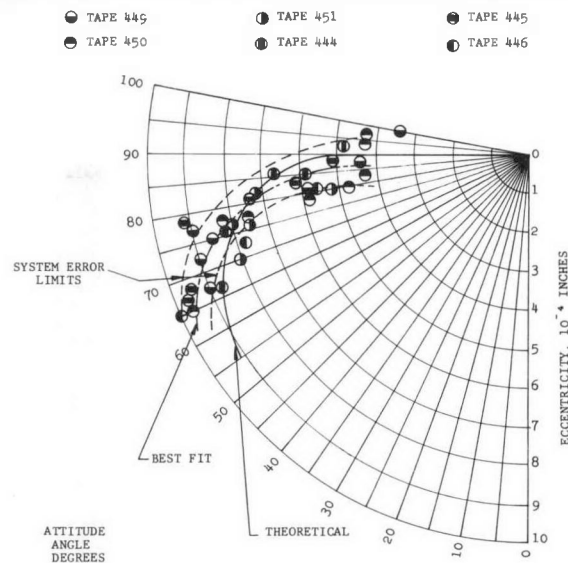 TAPE 449 TAPE 451 TAPE 445
TAPE 450 TAPE 444 TAPE 446
100
90
80
70
60
50
40
30
20
10
0
0
1
2
3
4
5
6
7
8
9
10
ECCENTRICITY, 10⁻⁴ INCHES
SYSTEM ERROR
LIMITS
BEST FIT
THEORETICAL
ATTITUDE
ANGLE
DEGREES